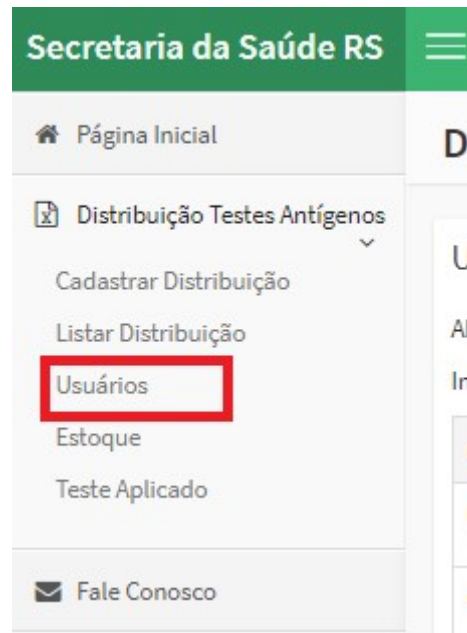 Secretaria da Saúde RS
Página Inicial
D
Distribuição Testes Antígenos
Cadastrar Distribuição
Listar Distribuição
Usuários
Estoque
Teste Aplicado
Fale Conosco